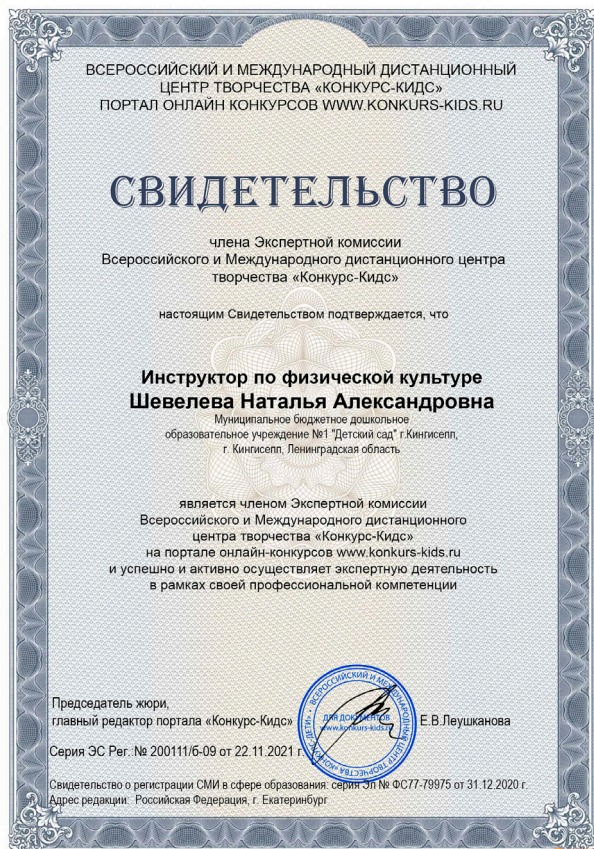 ВСЕРОССИЙСКИЙ И МЕЖДУНАРОДНЫЙ ДИСТАНЦИОННЫЙ
ЦЕНТР ТВОРЧЕСТВА «КОНКУРС-КИДС»
ПОРТАЛ ОНЛАЙН КОНКУРСОВ WWW.KONKURS-KIDS.RU
СВИДЕТЕЛЬСТВО
члена Экспертной комиссии
Всероссийского и Международного дистанционного центра
творчества «Конкурс-Кидс»
настоящим Свидетельством подтверждается, что
Инструктор по физической культуре
Шевелева Наталья Александровна
Муниципальное бюджетное дошкольное
образовательное учреждение №1 "Детский сад" г.Кингисепп,
г. Кингисепп, Ленинградская область
является членом Экспертной комиссии
Всероссийского и Международного дистанционного
центра творчества «Конкурс-Кидс»
на портале онлайн-конкурсов www.konkurs-kids.ru
и успешно и активно осуществляет экспертную деятельность
в рамках своей профессиональной компетенции
Председатель жюри,
главный редактор портала «Конкурс-Кидс»
Е.В.Леушканова
ВСЕРОССИЙСКИЙ И МЕЖДУНАРОДНЫЙ ЦЕНТР ТВОРЧЕСТВА
ДЛЯ ДОКУМЕНТОВ
www.konkurs-kids.ru
Серия ЭС Рег.:№ 200111/б-09 от 22.11.2021 г.
Свидетельство о регистрации СМИ в сфере образования: серия Эл № ФС77-79975 от 31.12.2020 г.
Адрес редакции: Российская Федерация, г. Екатеринбург